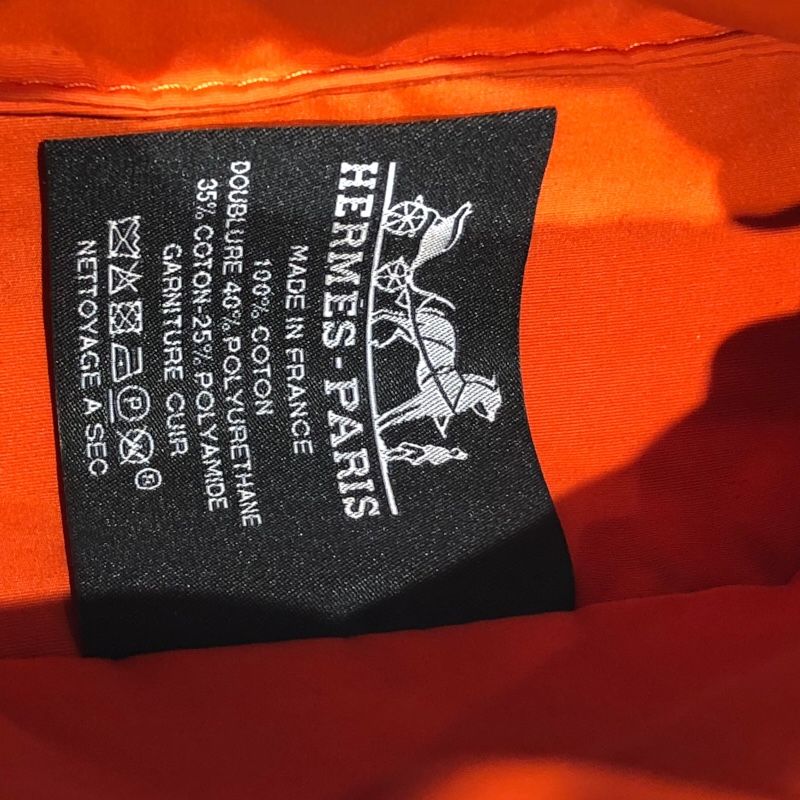 HERMÈS-PARIS
MADE IN FRANCE
100% COTON
DOUBLURE 40% POLYURETHANE
35% COTON-25% POLYAMIDE
GARNITURE CUIR
P
NETTOYAGE A SEC